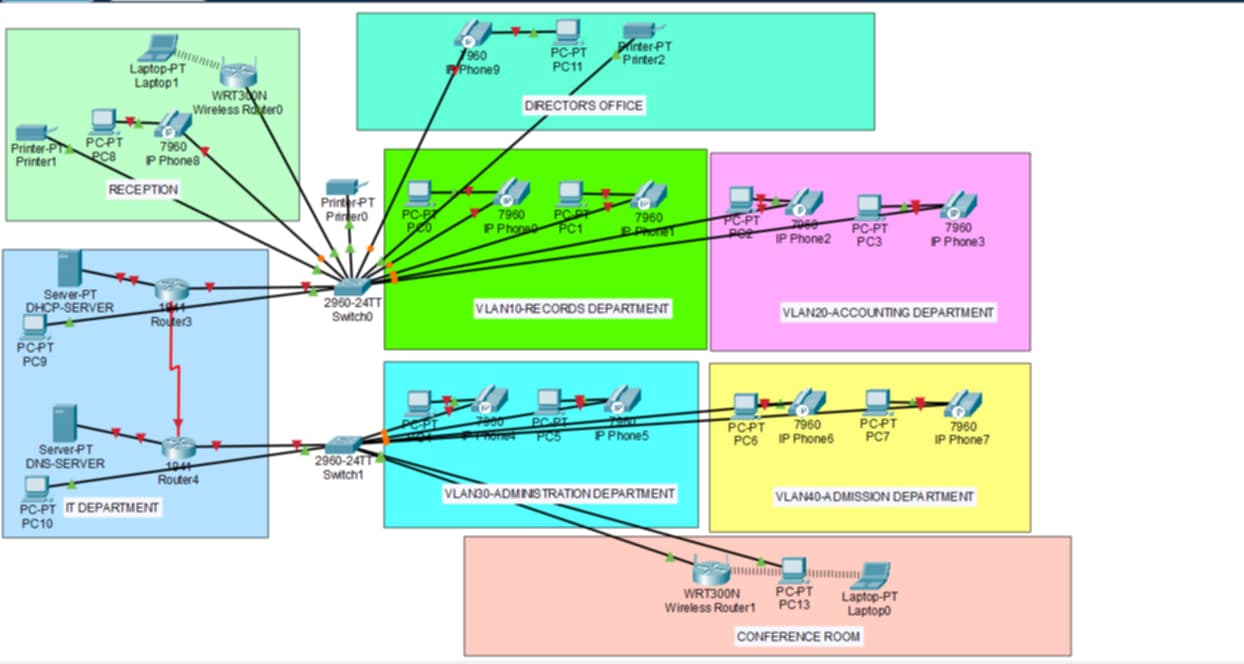 7960
IP Phone9
PC-PT
PC11
Printer-PT
Printer2
DIRECTOR'S OFFICE
Laptop-PT
Laptop1
WRT300N
Wireless Router0
Printer-PT
Printer1
PC-PT
PC8
7960
IP Phone8
RECEPTION
Printer-PT
Printer0
PC-PT
PC0
7960
IP Phone0
PC-PT
PC1
7960
IP Phone1
VLAN10-RECORDS DEPARTMENT
PC-PT
PC2
7960
IP Phone2
PC-PT
PC3
7960
IP Phone3
VLAN20-ACCOUNTING DEPARTMENT
Server-PT
DHCP-SERVER
1941
Router3
PC-PT
PC9
2960-24TT
Switch0
Server-PT
DNS-SERVER
1941
Router4
PC-PT
PC10
IT DEPARTMENT
2960-24TT
Switch1
PC-PT
PC4
7960
IP Phone4
PC-PT
PC5
7960
IP Phone5
VLAN30-ADMINISTRATION DEPARTMENT
PC-PT
PC6
7960
IP Phone6
PC-PT
PC7
7960
IP Phone7
VLAN40-ADMISSION DEPARTMENT
WRT300N
Wireless Router1
PC-PT
PC13
Laptop-PT
Laptop0
CONFERENCE ROOM